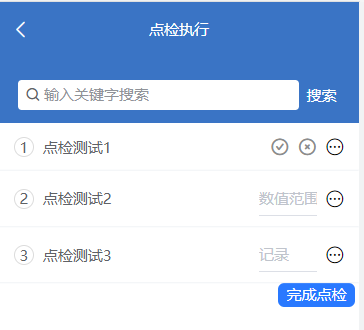 点检执行
输入关键字搜索 搜索
1 点检测试1
2 点检测试2 数值范围
3 点检测试3 记录
完成点检